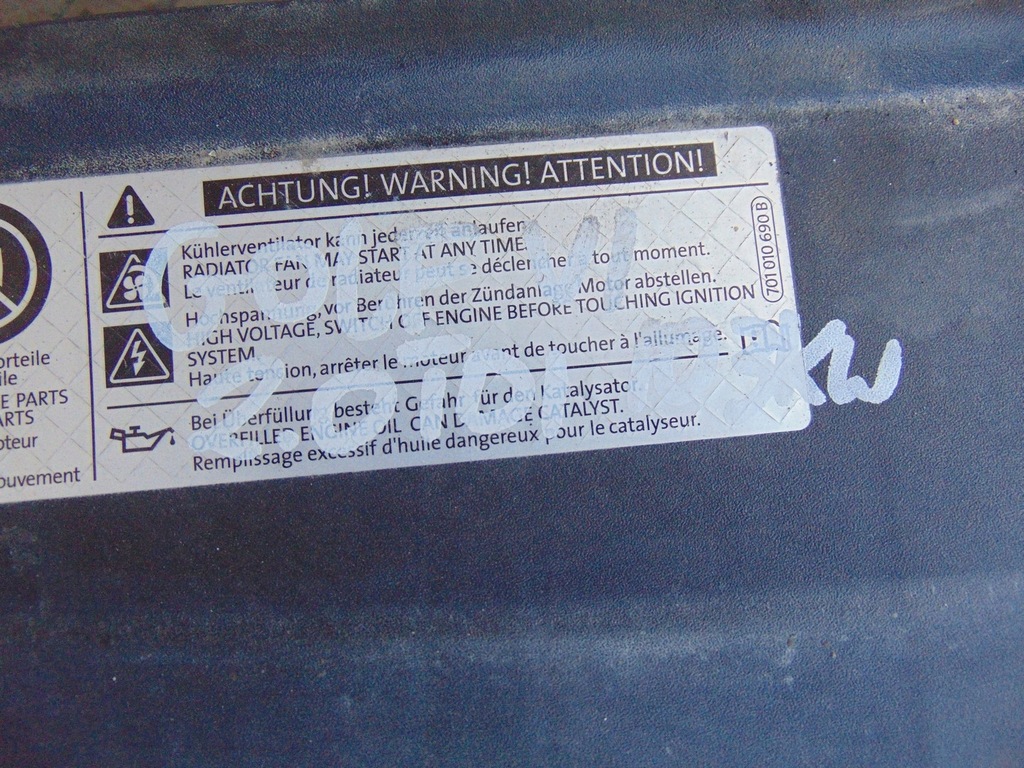 ACHTUNG! WARNING! ATTENTION!
Kühlerventilator kann jederzeit anlaufen
RADIATOR FAN MAY START AT ANY TIME.
Le ventilateur de radiateur peut se déclencher à tout moment.
Hochspannung, vor Berühren der Zündanlage Motor abstellen.
HIGH VOLTAGE, SWITCH OFF ENGINE BEFORE TOUCHING IGNITION
SYSTEM.
Haute tension, arrêter le moteur avant de toucher à l'allumage.
Bei Überfüllung besteht Gefahr für den Katalysator.
OVERFILLED ENGINE OIL CAN DAMAGE CATALYST.
Remplissage excessif d'huile dangereux pour le catalyseur.
701 010 690 B
orteile
ile
E PARTS
ARTS
oteur
ouvement
2.0 TDI KW